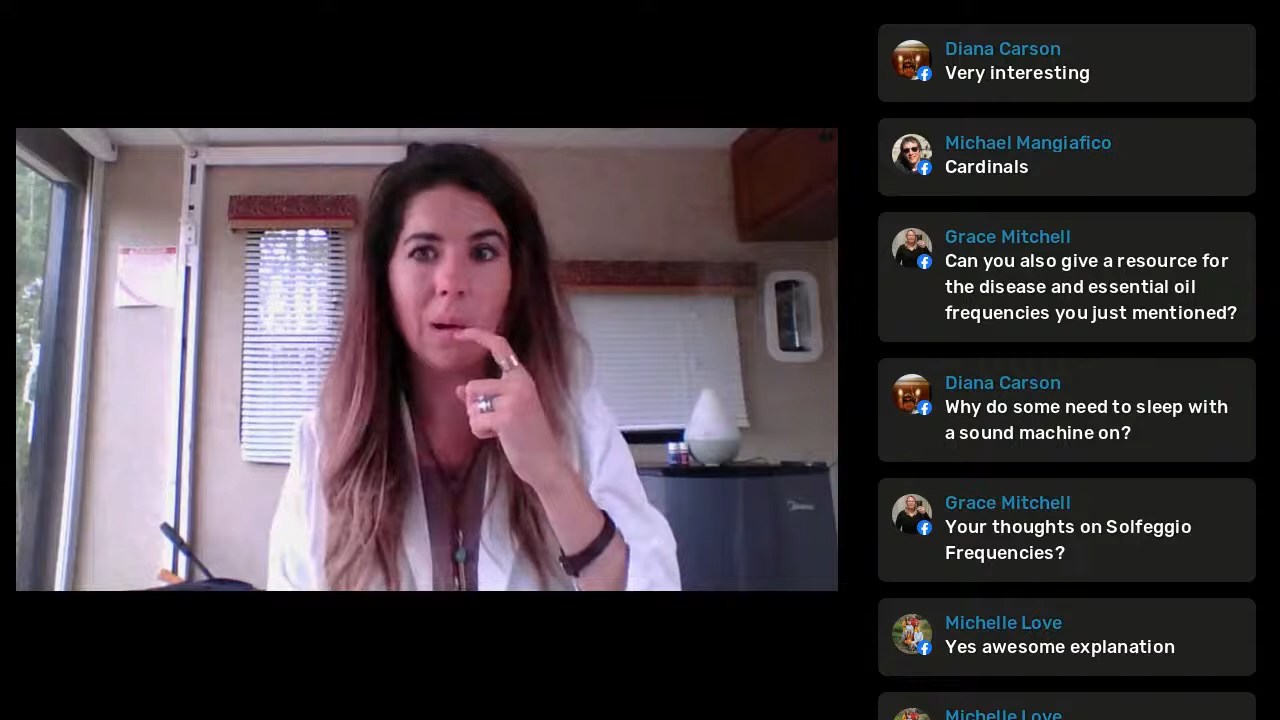 Diana Carson
Very interesting
Michael Mangiafico
Cardinals
Grace Mitchell
Can you also give a resource for
the disease and essential oil
frequencies you just mentioned?
Diana Carson
Why do some need to sleep with
a sound machine on?
Grace Mitchell
Your thoughts on Solfeggio
Frequencies?
Michelle Love
Yes awesome explanation
Michelle Love